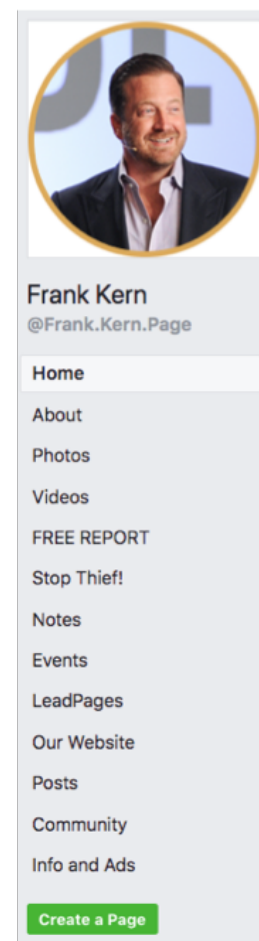 Frank Kern
@Frank.Kern.Page
Home
About
Photos
Videos
FREE REPORT
Stop Thief!
Notes
Events
LeadPages
Our Website
Posts
Community
Info and Ads
Create a Page